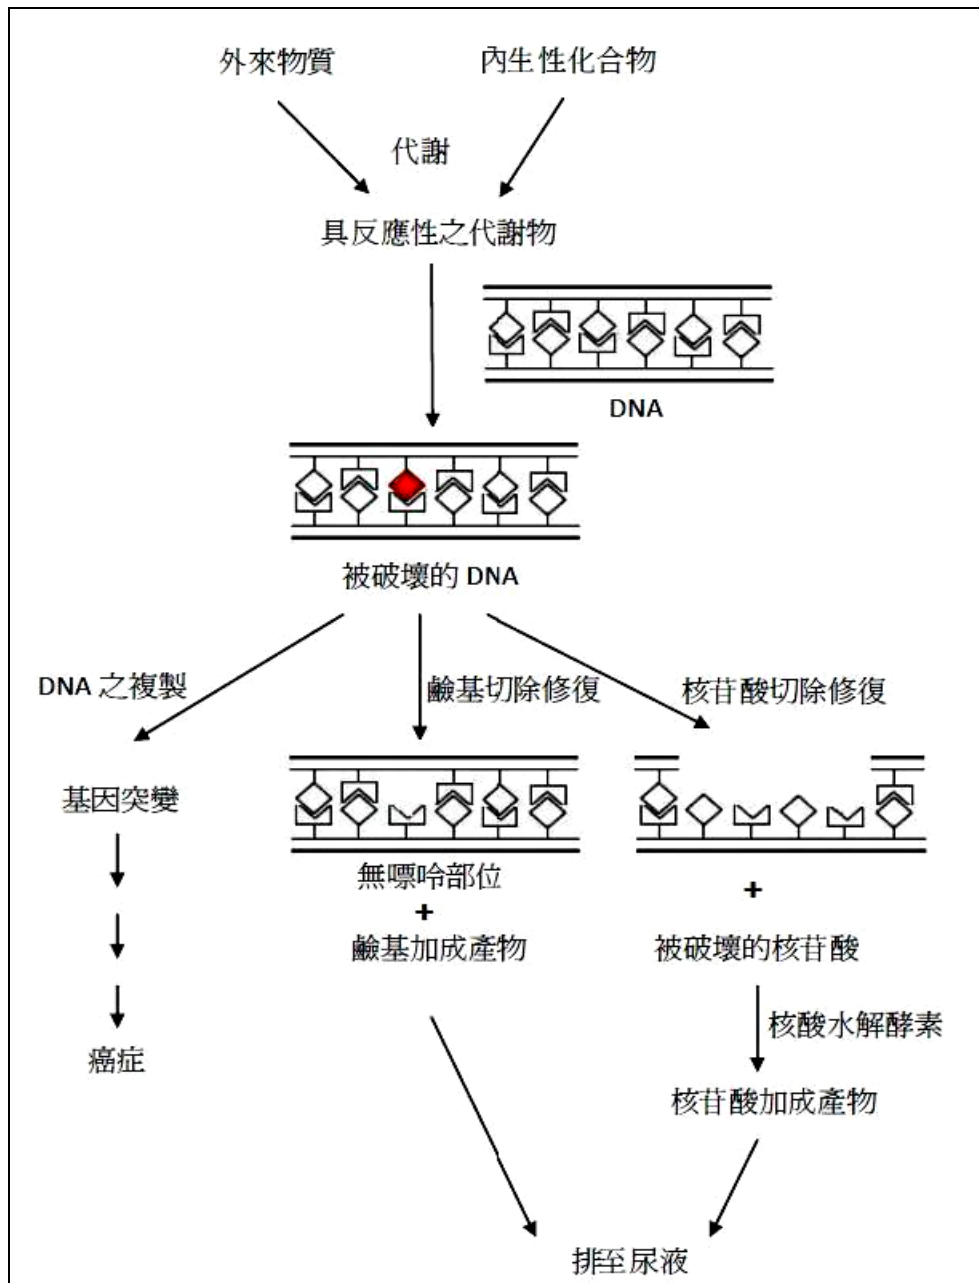 外來物質
內生性化合物
代謝
具反應性之代謝物
DNA
被破壞的 DNA
DNA 之複製
鹼基切除修復
核苷酸切除修復
基因突變
無嘌呤部位
+
+
鹼基加成產物
被破壞的核苷酸
核酸水解酵素
癌症
核苷酸加成產物
排至尿液